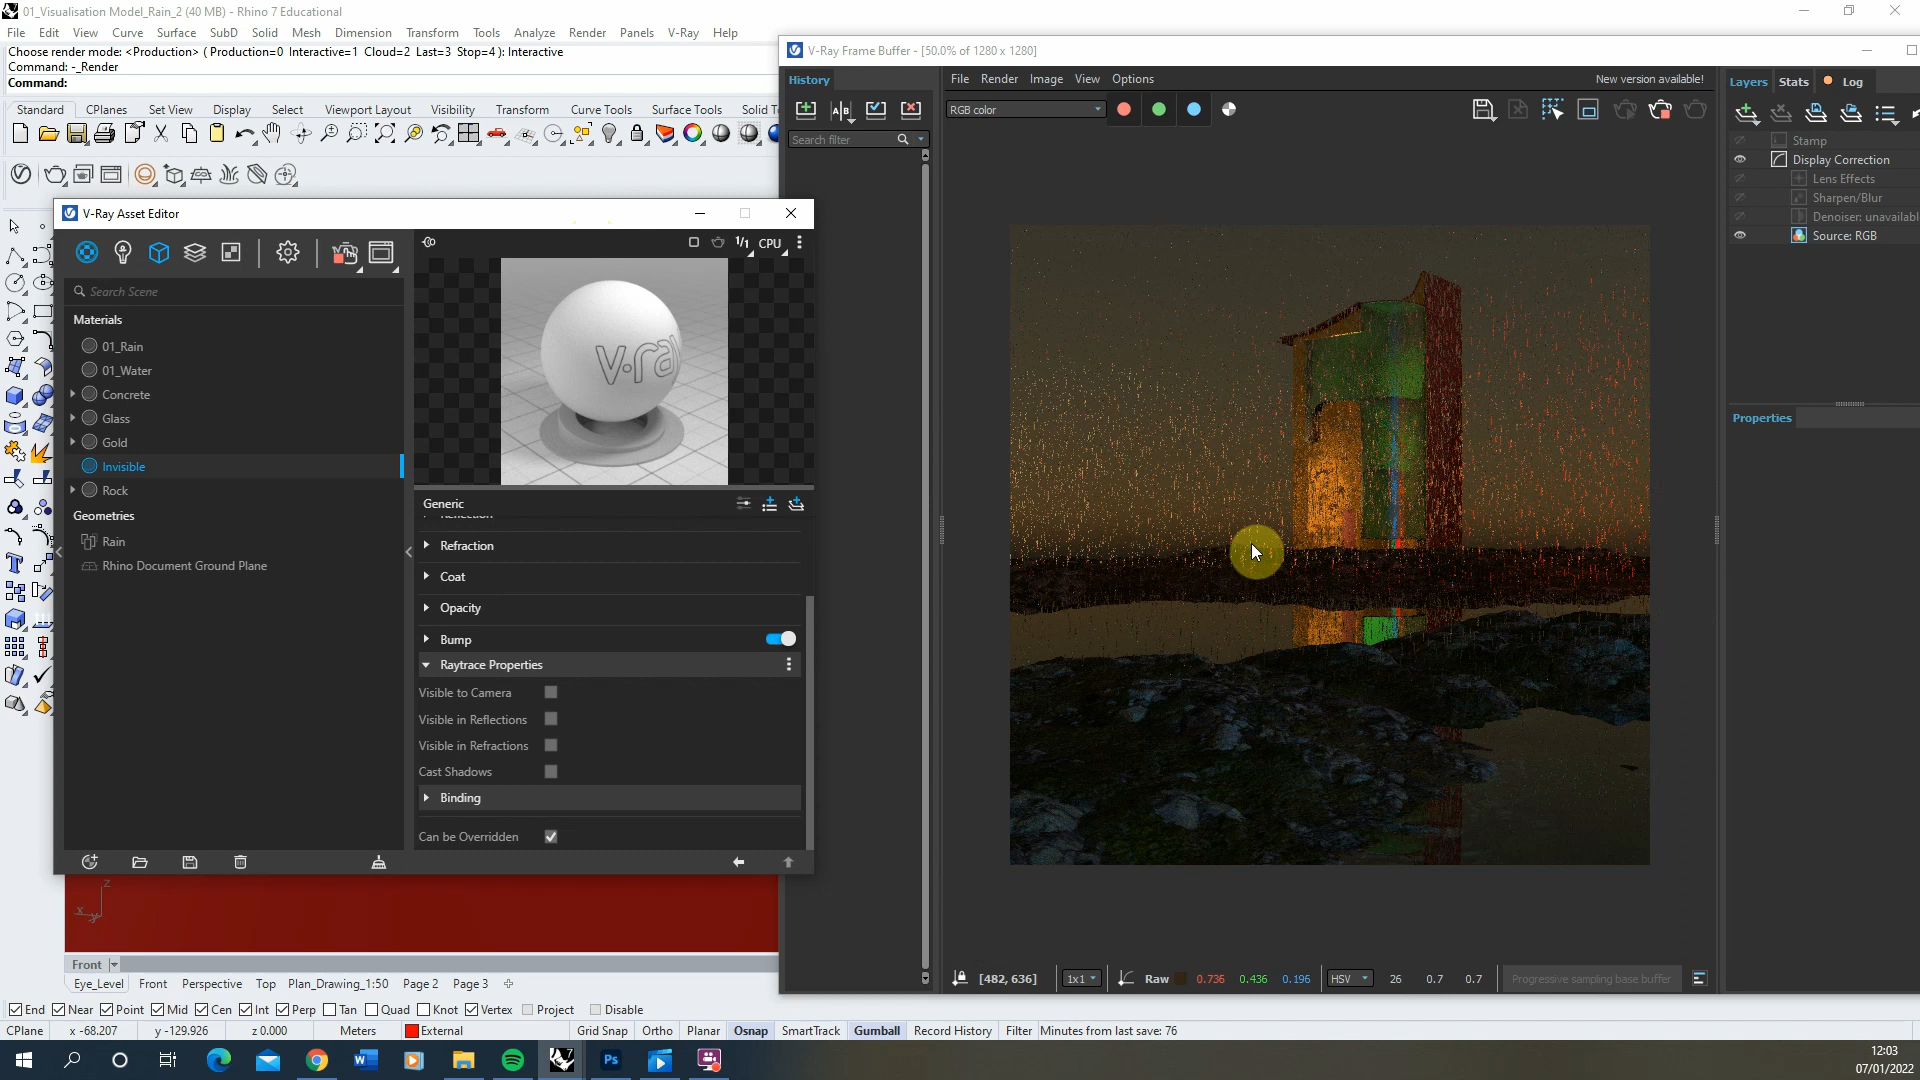 01_Visualisation Model_Rain_2 (40 MB) - Rhino 7 Educational
File Edit View Curve Surface SubD Solid Mesh Dimension Transform Tools Analyze Render Panels V-Ray Help
Choose render mode: <Production> ( Production=0 Interactive=1 Cloud=2 Last=3 Stop=4 ): Interactive
Command: -_Render
Command:
Standard CPlanes Set View Display Select Viewport Layout Visibility Transform Curve Tools Surface Tools Solid T
V-Ray Asset Editor
1/1 CPU
Search Scene
Materials
01_Rain
01_Water
Concrete
Glass
Gold
Invisible
Rock
Geometries
Rain
Rhino Document Ground Plane
v·ra
Generic
Refraction
Coat
Opacity
Bump
Raytrace Properties
Visible to Camera
Visible in Reflections
Visible in Refractions
Cast Shadows
Binding
Can be Overridden
V-Ray Frame Buffer - [50.0% of 1280 x 1280]
History
File Render Image View Options
New version available!
RGB color
Search filter
Layers Stats Log
Stamp
Display Correction
Lens Effects
Sharpen/Blur
Denoiser: unavailabl
Source: RGB
Properties
[482, 636] 1x1 Raw 0.736 0.436 0.196 HSV 26 0.7 0.7 Progressive sampling base buffer
z
x
y
Front
Eye_Level Front Perspective Top Plan_Drawing_1:50 Page 2 Page 3
End Near Point Mid Cen Int Perp Tan Quad Knot Vertex Project Disable
CPlane x -68.207 y -129.926 z 0.000 Meters External Grid Snap Ortho Planar Osnap SmartTrack Gumball Record History Filter Minutes from last save: 76
12:03
07/01/2022